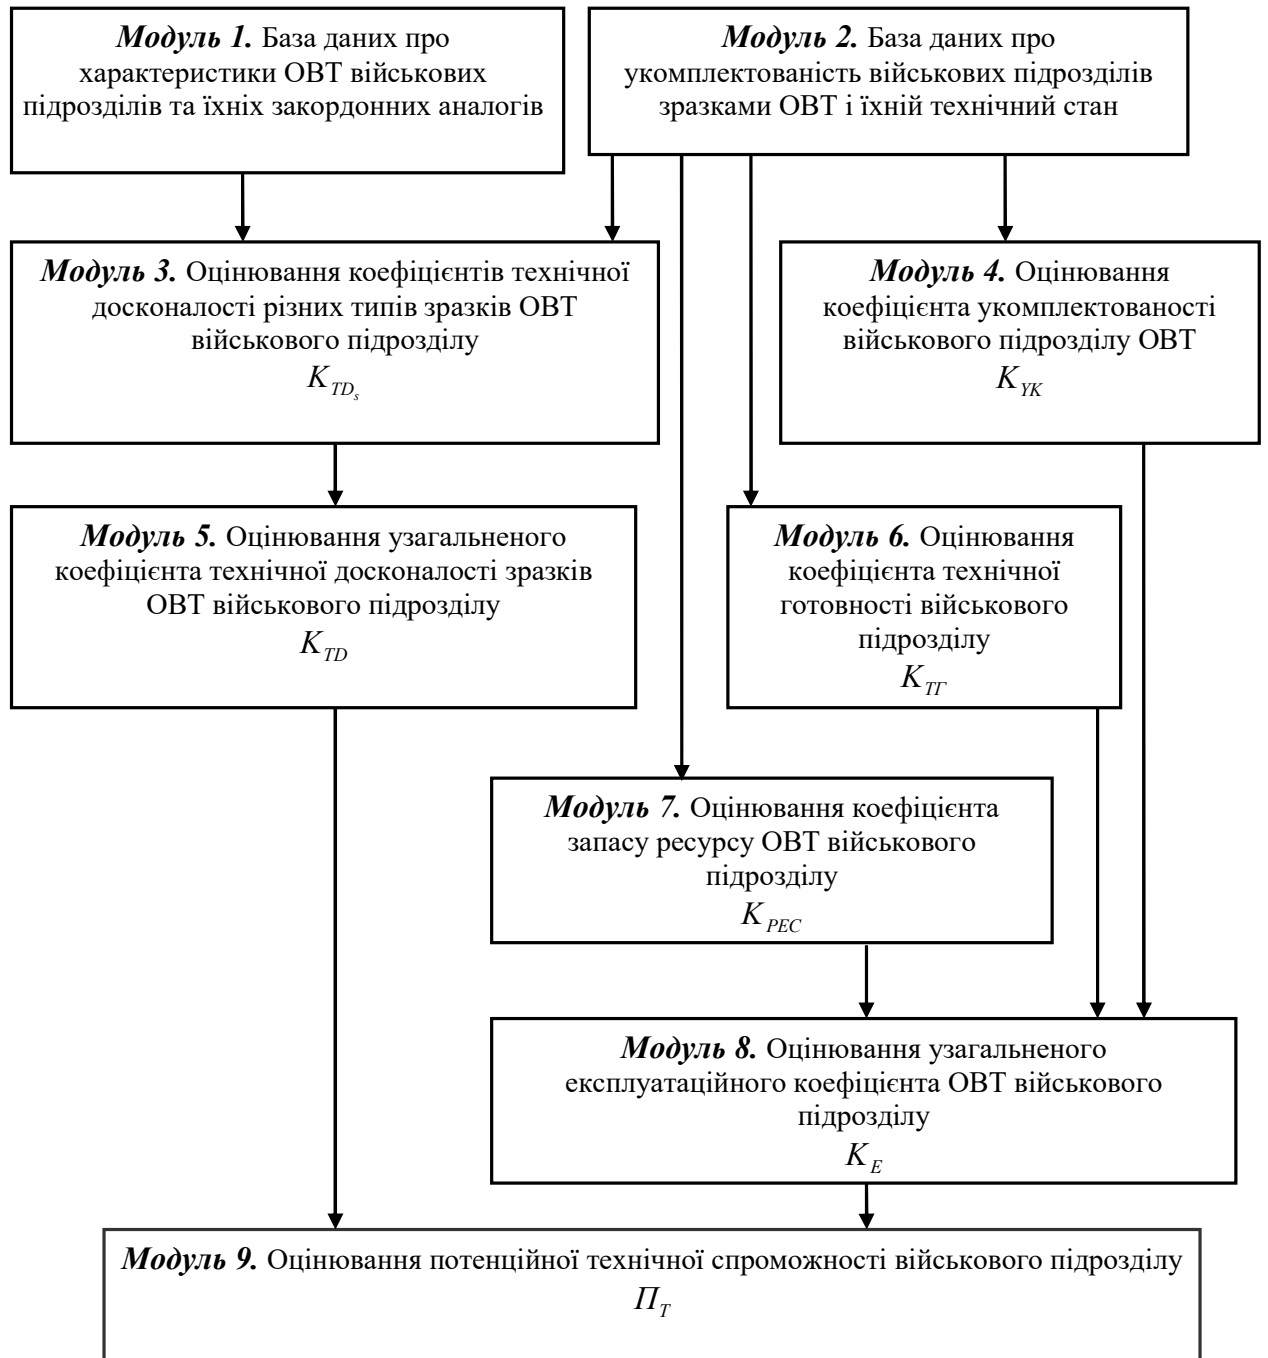 Модуль 1. База даних про
характеристики ОВТ військових
підрозділів та їхніх закордонних аналогів
Модуль 2. База даних про
укомплектованість військових підрозділів
зразками ОВТ і їхній технічний стан
Модуль 3. Оцінювання коефіцієнтів технічної
досконалості різних типів зразків ОВТ
військового підрозділу
K_{TD_s}
Модуль 4. Оцінювання
коефіцієнта укомплектованості
військового підрозділу ОВТ
K_{YK}
Модуль 5. Оцінювання узагальненого
коефіцієнта технічної досконалості зразків
ОВТ військового підрозділу
K_{TD}
Модуль 6. Оцінювання
коефіцієнта технічної
готовності військового
підрозділу
K_{ТГ}
Модуль 7. Оцінювання коефіцієнта
запасу ресурсу ОВТ військового
підрозділу
K_{РЕС}
Модуль 8. Оцінювання узагальненого
експлуатаційного коефіцієнта ОВТ військового
підрозділу
K_E
Модуль 9. Оцінювання потенційної технічної спроможності військового підрозділу
П_Т